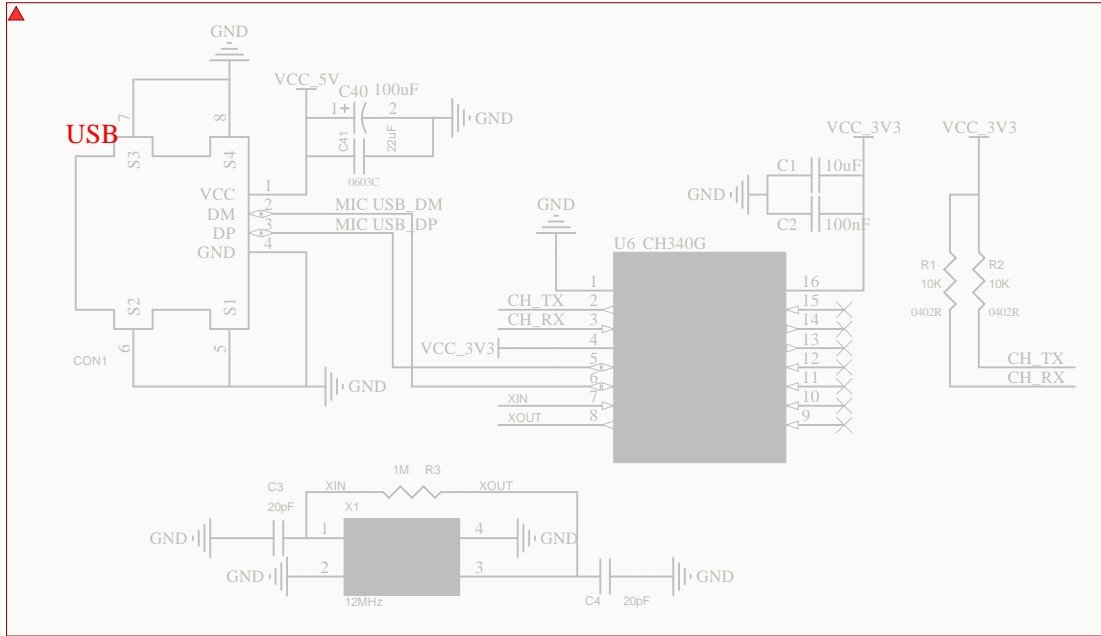 GND
VCC_5V
C40 100uF
1 + 2
GND
C41 22uF
0603C
7 8
USB
S3 S4
VCC 1
DM 2 MIC USB_DM
DP 3 MIC USB_DP
GND 4
S2 S1
6 5
CON1
GND
VCC_3V3
C1 10uF
GND
C2 100nF
VCC_3V3
R1 R2
10K 10K
0402R 0402R
CH_TX
CH_RX
GND
U6 CH340G
1 16
CH_TX 2 15
CH_RX 3 14
VCC_3V3 4 13
5 12
6 11
XIN 7 10
XOUT 8 9
1M R3
C3 XIN XOUT
20pF X1
GND 1 4 GND
GND 2 3 GND
12MHz C4 20pF